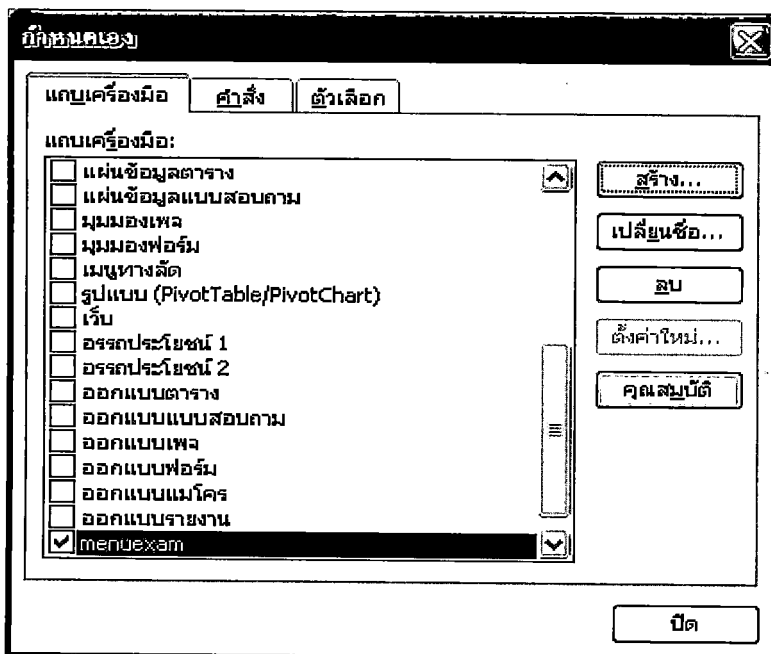 กำหนดเอง
แถบเครื่องมือ คำสั่ง ตัวเลือก
แถบเครื่องมือ:
แผ่นข้อมูลตาราง
แผ่นข้อมูลแบบสอบถาม
มุมมองเพจ
มุมมองฟอร์ม
เมนูทางลัด
รูปแบบ (PivotTable/PivotChart)
เว็บ
อรรถประโยชน์ 1
อรรถประโยชน์ 2
ออกแบบตาราง
ออกแบบแบบสอบถาม
ออกแบบเพจ
ออกแบบฟอร์ม
ออกแบบแมโคร
ออกแบบรายงาน
menuexam
สร้าง...
เปลี่ยนชื่อ...
ลบ
ตั้งค่าใหม่...
คุณสมบัติ
ปิด